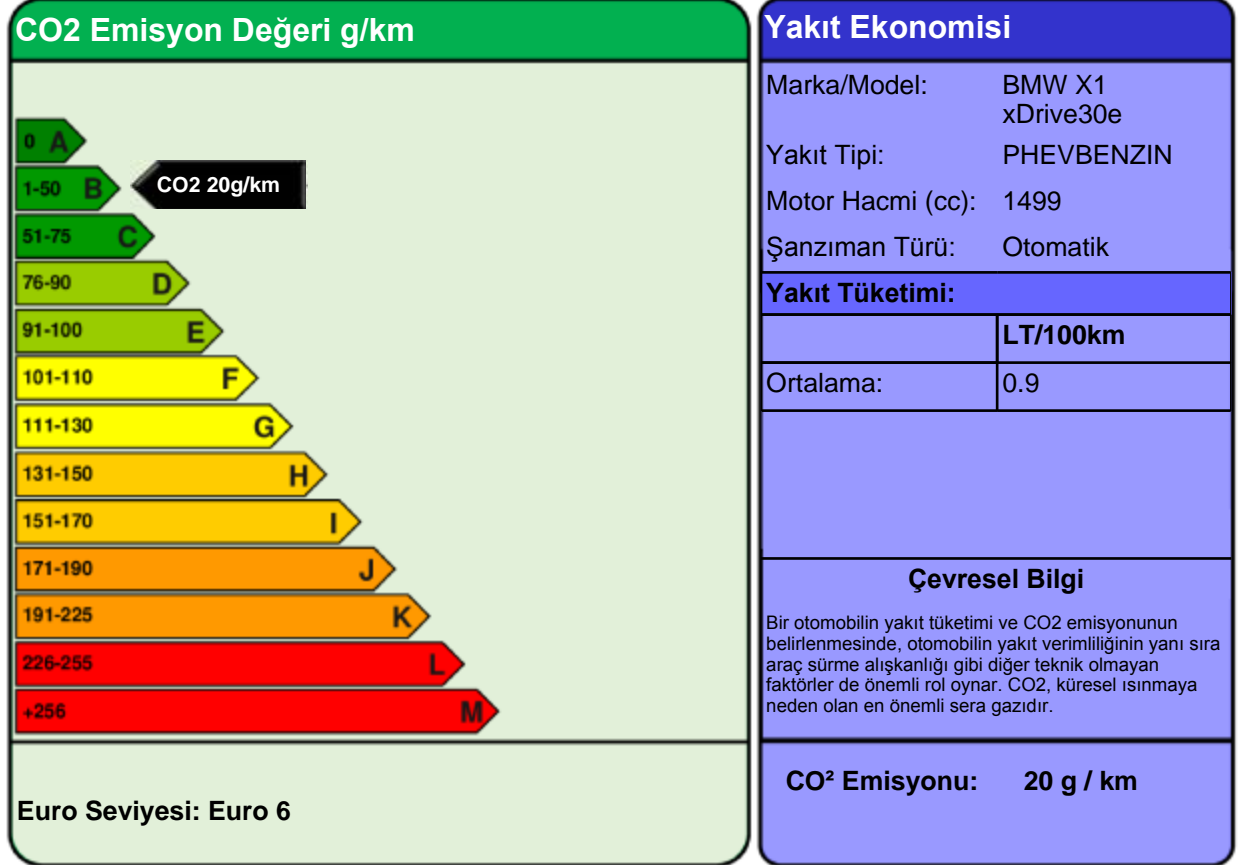 CO2 Emisyon Değeri g/km
0 A
1-50 B
CO2 20g/km
51-75 C
76-90 D
91-100 E
101-110 F
111-130 G
131-150 H
151-170 I
171-190 J
191-225 K
226-255 L
+256 M
Euro Seviyesi: Euro 6
Yakıt Ekonomisi
Marka/Model: BMW X1
xDrive30e
Yakıt Tipi: PHEVBENZIN
Motor Hacmi (cc): 1499
Şanzıman Türü: Otomatik
Yakıt Tüketimi:
LT/100km
Ortalama: 0.9
Çevresel Bilgi
Bir otomobilin yakıt tüketimi ve CO2 emisyonunun
belirlenmesinde, otomobilin yakıt verimliliğinin yanı sıra
araç sürme alışkanlığı gibi diğer teknik olmayan
faktörler de önemli rol oynar. CO2, küresel ısınmaya
neden olan en önemli sera gazıdır.
CO² Emisyonu: 20 g / km